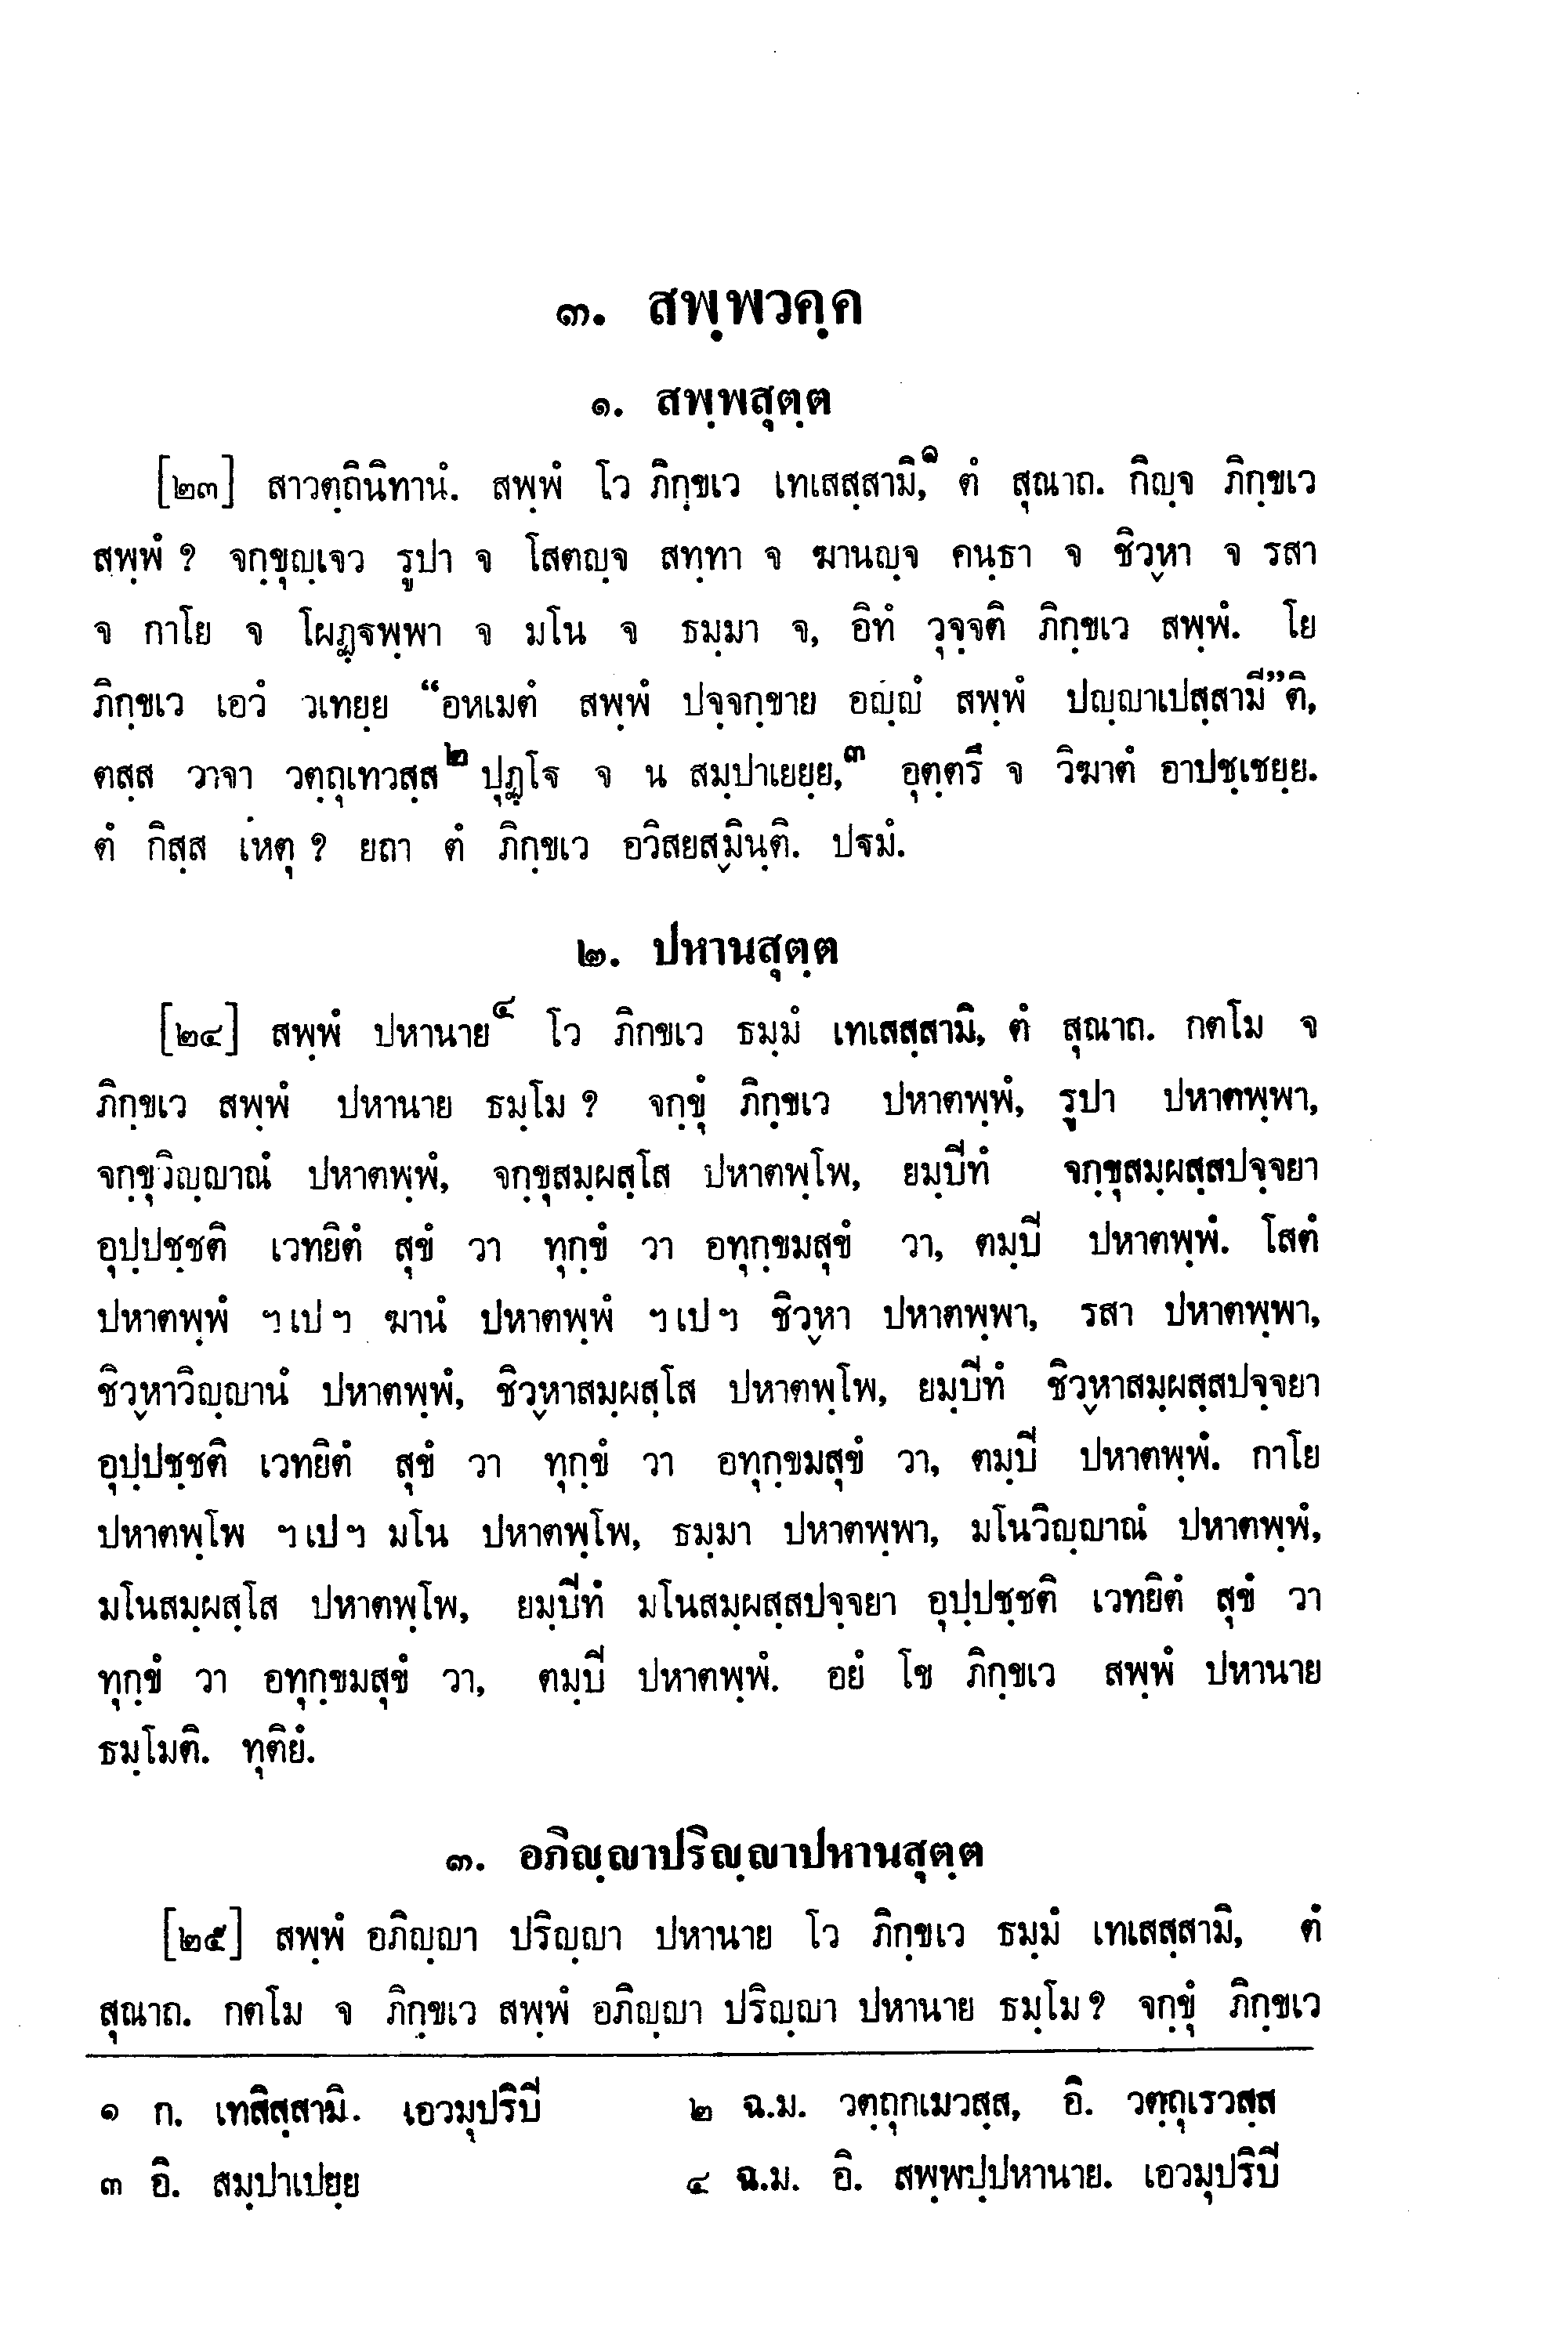 ๓. สพฺพวคฺค
๑. สพฺพสุตฺต
[๒๓] สาวตฺถินิทานํ. สพฺพํ โว ภิกฺขเว เทเสสฺสามิ,๑ ตํ สุณาถ. กิญฺจ ภิกฺขเว
สพฺพํ ? จกฺขุญฺเจว รูปา จ โสตญฺจ สทฺทา จ ฆานญฺจ คนฺธา จ ชิวฺหา จ รสา
จ กาโย จ โผฏฺฐพฺพา จ มโน จ ธมฺมา จ, อิทํ วุจฺจติ ภิกฺขเว สพฺพํ. โย
ภิกฺขเว เอวํ วเทยฺย “อหเมตํ สพฺพํ ปจฺจกฺขาย อญฺญํ สพฺพํ ปญฺญาเปสฺสามี”ติ,
ตสฺส วาจา วตฺถุเทวสฺส๒ ปุฏฺโฐ จ น สมฺปาเยยฺย,๓ อุตฺตรึ จ วิฆาตํ อาปชฺเชยฺย.
ตํ กิสฺส เหตุ ? ยถา ตํ ภิกฺขเว อวิสยสฺมินฺติ. ปฐมํ.
๒. ปหานสุตฺต
[๒๔] สพฺพํ ปหานาย๔ โว ภิกขเว ธมฺมํ เทเสสฺสามิ, ตํ สุณาถ. กตโม จ
ภิกฺขเว สพฺพํ ปหานาย ธมฺโม ? จกฺขุํ ภิกฺขเว ปหาตพฺพํ, รูปา ปหาตพฺพา,
จกฺขุวิญฺญาณํ ปหาตพฺพํ, จกฺขุสมฺผสฺโส ปหาตพฺโพ, ยมฺปีทํ จกฺขุสมฺผสฺสปจฺจยา
อุปฺปชฺชติ เวทยิตํ สุขํ วา ทุกฺขํ วา อทุกฺขมสุขํ วา, ตมฺปี ปหาตพฺพํ. โสตํ
ปหาตพฺพํ ฯ เป ฯ ฆานํ ปหาตพฺพํ ฯ เป ฯ ชิวฺหา ปหาตพฺพา, รสา ปหาตพฺพา,
ชิวฺหาวิญฺญานํ ปหาตพฺพํ, ชิวฺหาสมฺผสฺโส ปหาตพฺโพ, ยมฺปีทํ ชิวฺหาสมฺผสฺสปจฺจยา
อุปฺปชฺชติ เวทยิตํ สุขํ วา ทุกฺขํ วา อทุกฺขมสุขํ วา, ตมฺปี ปหาตพฺพํ. กาโย
ปหาตพฺโพ ฯ เป ฯ มโน ปหาตพฺโพ, ธมฺมา ปหาตพฺพา, มโนวิญฺญาณํ ปหาตพฺพํ,
มโนสมฺผสฺโส ปหาตพฺโพ, ยมฺปีทํ มโนสมฺผสฺสปจฺจยา อุปฺปชฺชติ เวทยิตํ สุขํ วา
ทุกฺขํ วา อทุกฺขมสุขํ วา, ตมฺปี ปหาตพฺพํ. อยํ โข ภิกฺขเว สพฺพํ ปหานาย
ธมฺโมติ. ทุติยํ.
๓. อภิญฺญาปริญฺญาปหานสุตฺต
[๒๕] สพฺพํ อภิญฺญา ปริญฺญา ปหานาย โว ภิกฺขเว ธมฺมํ เทเสสฺสามิ, ตํ
สุณาถ. กตโม จ ภิกฺขเว สพฺพํ อภิญฺญา ปริญฺญา ปหานาย ธมฺโม ? จกฺขุํ ภิกฺขเว
๑ ก. เทสิสฺสามิ. เอวมุปริปี ๒ ฉ.ม. วตฺถุกเมวสฺส, อิ. วตฺถุเรวสฺส
๓ อิ. สมฺปาเปยฺย ๔ ฉ.ม. อิ. สพฺพปฺปหานาย. เอวมุปริปี